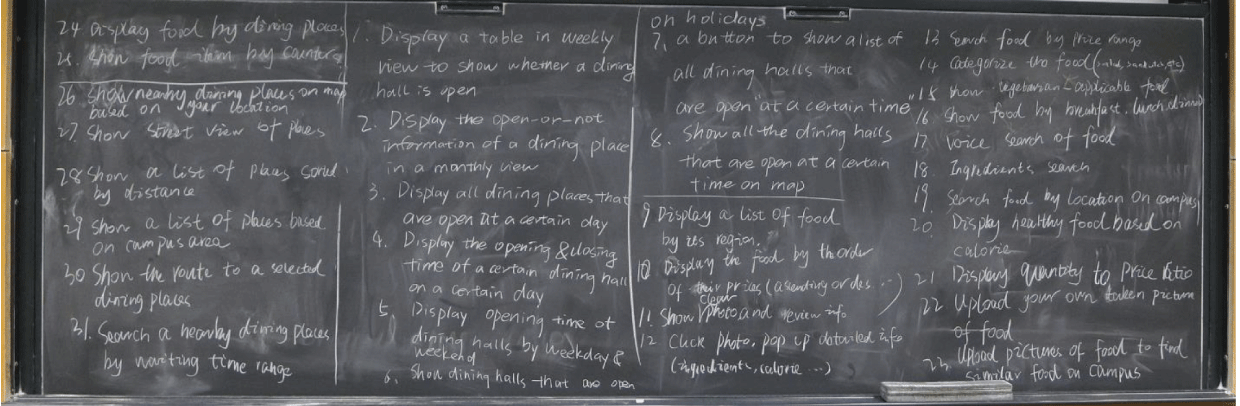 24 Display food by dining places
25. Show food item by counters
26 Show nearby dining places on map
based on your location
27 Show street view of places
28 Show a list of places sorted
by distance
29 Show a list of places based
on campus area
30 Show the route to a selected
dining places
31. Search a nearby dining places
by waiting time range
1. Display a table in weekly
view to show whether a dining
hall is open
2. Display the open-or-not
information of a dining place
in a monthly view
3. Display all dining places that
are open at a certain day
4. Display the opening & closing
time of a certain dining hall
on a certain day
5. Display opening time of
dining halls by weekday &
weekend
6. Show dining halls that are open
on holidays
7. a button to show a list of
all dining halls that
are open at a certain time
8. Show all the dining halls
that are open at a certain
time on map
9 Display a list of food
by its region.
10 Display the food by the order
of their prices (ascending or des ...)
11. Show photo and review info
12 Click photo, pop up detailed info
(ingredients, calorie ...)
13 Search food by price range
14 Categorize the food
15 Show vegetarian-applicable food
16 Show food by breakfast, lunch, dinner
17. Voice search of food
18. Ingredients search
19. Search food by location on campus
20. Display healthy food based on
calorie
21 Display quantity to price ratio
22 Upload your own taken picture
of food
23. Upload pictures of food to find
similar food on campus